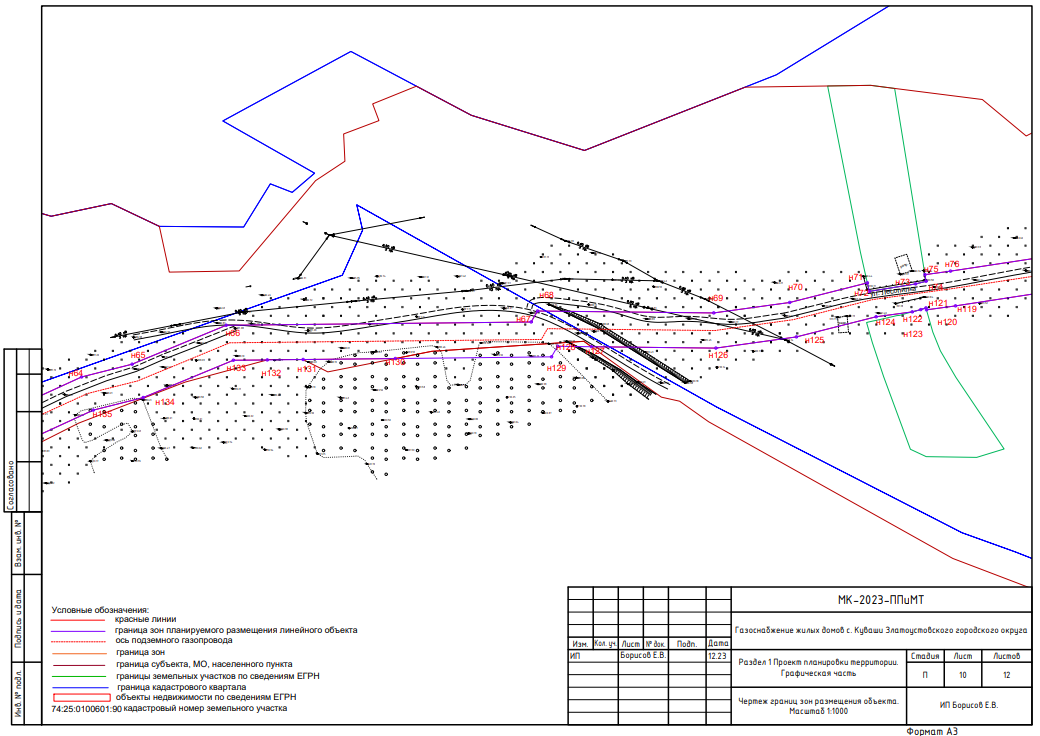 н76
н75
н71
н73
н70
н68
н69
н67
н121
н119
н122
н120
н124
н123
н66
н125
н65
н126
н64
н133
н132
н131
н130
н129
н134
н135
Согласовано
Взам. инв. №
Подпись и дата
Инв. № подл.
Условные обозначения:
красные линии
граница зон планируемого размещения линейного объекта
ось подземного газопровода
граница зон
граница субъекта, МО, населенного пункта
границы земельных участков по сведениям ЕГРН
граница кадастрового квартала
объекты недвижимости по сведениям ЕГРН
74:25:0100601:90 кадастровый номер земельного участка
МК-2023-ППиМТ
Газоснабжение жилых домов с. Куваши Златоустовского городского округа
Изм. Кол. уч. Лист № док. Подп. Дата
ИП Борисов Е.В. 12.23
Раздел 1 Проект планировки территории.
Графическая часть
Стадия Лист Листов
П 10 12
Чертеж границ зон размещения объекта.
Масштаб 1:1000
ИП Борисов Е.В.
Формат А3